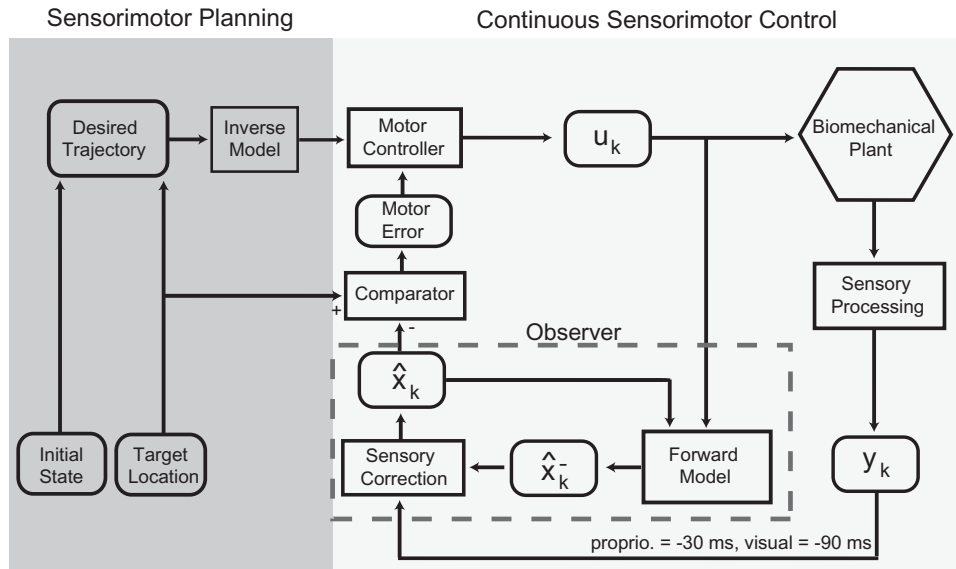 Sensorimotor Planning
Continuous Sensorimotor Control
Desired
Trajectory
Inverse
Model
Motor
Controller
u_k
Biomechanical
Plant
Motor
Error
Comparator
+
-
Sensory
Processing
Observer
x̂_k
Initial
State
Target
Location
Sensory
Correction
x̂_k^-
Forward
Model
y_k
proprio. = -30 ms, visual = -90 ms